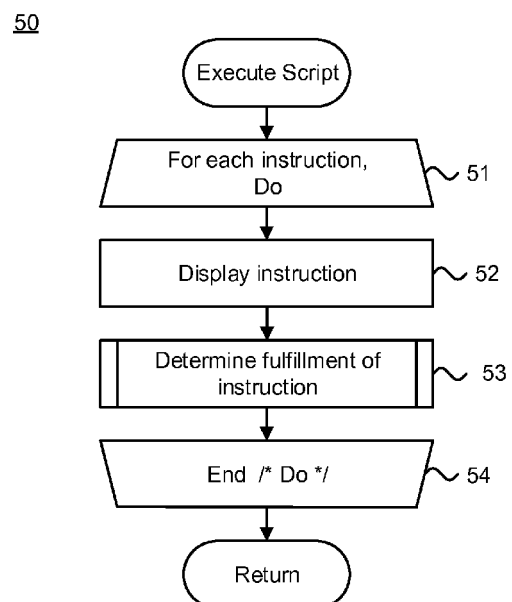 50
Execute Script
For each instruction,
Do
51
Display instruction
52
Determine fulfillment of
instruction
53
End /* Do */
54
Return